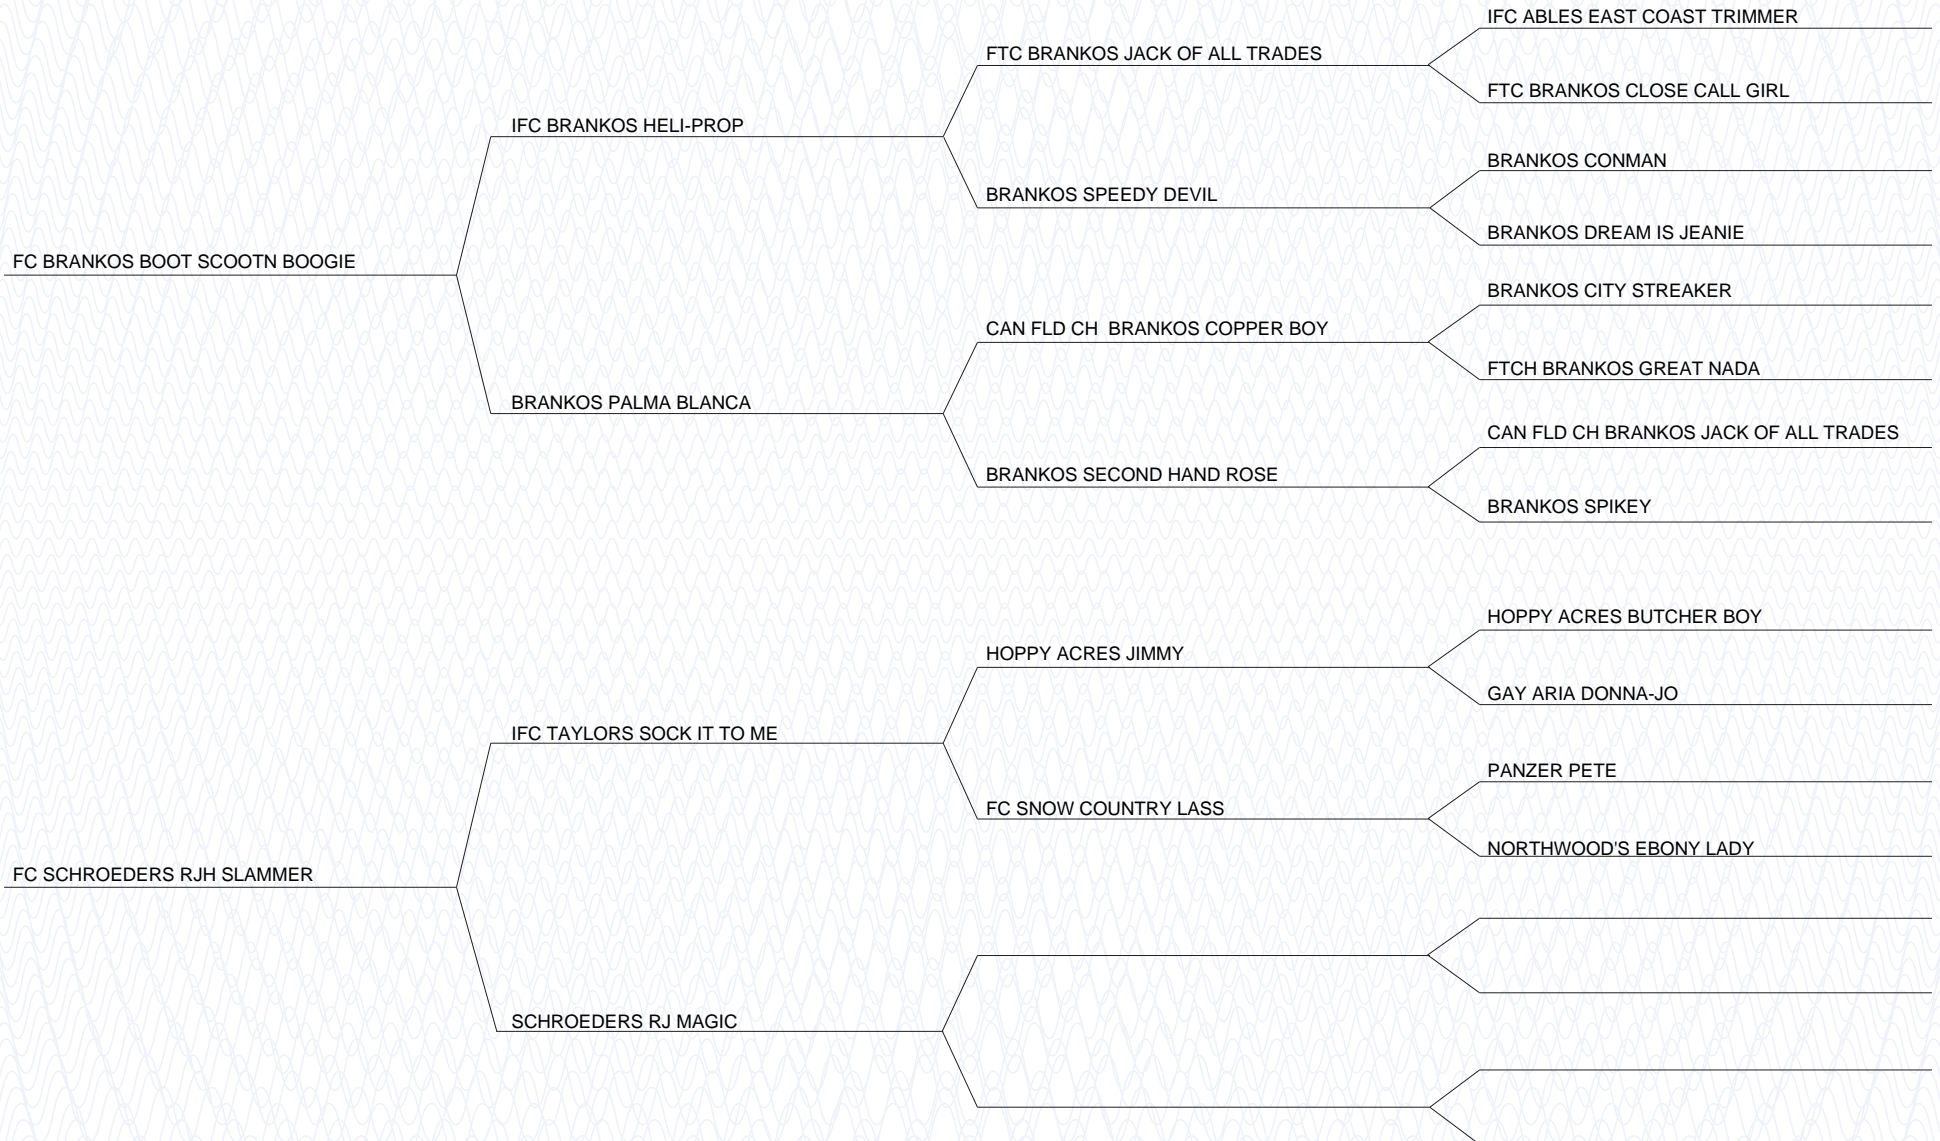 IFC ABLES EAST COAST TRIMMER
FTC BRANKOS JACK OF ALL TRADES
FTC BRANKOS CLOSE CALL GIRL
IFC BRANKOS HELI-PROP
BRANKOS CONMAN
BRANKOS SPEEDY DEVIL
BRANKOS DREAM IS JEANIE
FC BRANKOS BOOT SCOOTN BOOGIE
BRANKOS CITY STREAKER
CAN FLD CH  BRANKOS COPPER BOY
FTCH BRANKOS GREAT NADA
BRANKOS PALMA BLANCA
CAN FLD CH BRANKOS JACK OF ALL TRADES
BRANKOS SECOND HAND ROSE
BRANKOS SPIKEY
HOPPY ACRES BUTCHER BOY
HOPPY ACRES JIMMY
GAY ARIA DONNA-JO
IFC TAYLORS SOCK IT TO ME
PANZER PETE
FC SNOW COUNTRY LASS
NORTHWOOD'S EBONY LADY
FC SCHROEDERS RJH SLAMMER
SCHROEDERS RJ MAGIC